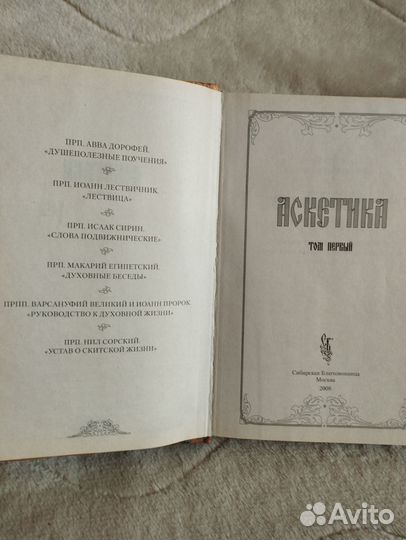 ПРП. АВВА ДОРОФЕЙ.
«ДУШЕПОЛЕЗНЫЕ ПОУЧЕНИЯ»
ПРП. ИОАНН ЛЕСТВИЧНИК.
«ЛЕСТВИЦА»
ПРП. ИСААК СИРИН.
«СЛОВА ПОДВИЖНИЧЕСКИЕ»
ПРП. МАКАРИЙ ЕГИПЕТСКИЙ.
«ДУХОВНЫЕ БЕСЕДЫ»
ПРПП. ВАРСАНУФИЙ ВЕЛИКИЙ И ИОАНН ПРОРОК
«РУКОВОДСТВО К ДУХОВНОЙ ЖИЗНИ»
ПРП. НИЛ СОРСКИЙ.
«УСТАВ О СКИТСКОЙ ЖИЗНИ»
АСКЕТИКА
ТОМ ПЕРВЫЙ
Сибирская Благозвонница
Москва
2008
Avito